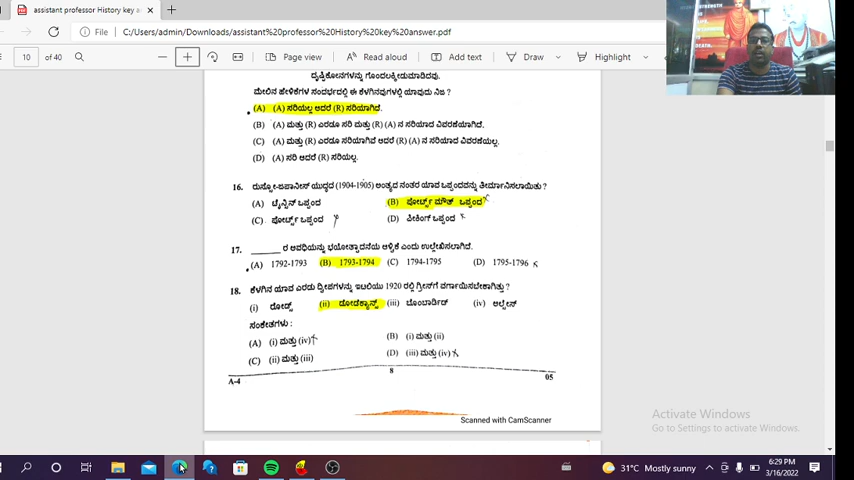 assistant professor History key a
File C:/Users/admin/Downloads/assistant%20professor%20History%20key%20answer.pdf
10 of 40 Page view Read aloud Add text Draw Highlight
ದೃಷ್ಟಿಕೋನಗಳನ್ನು ಗೊಂದಲಕ್ಕೀಡುಮಾಡಿದವು.
ಮೇಲಿನ ಹೇಳಿಕೆಗಳ ಸಂದರ್ಭದಲ್ಲಿ ಈ ಕೆಳಗಿನವುಗಳಲ್ಲಿ ಯಾವುದು ನಿಜ ?
(A) (A) ಸರಿಯಲ್ಲ ಆದರೆ (R) ಸರಿಯಾಗಿದೆ.
(B) (A) ಮತ್ತು (R) ಎರಡೂ ಸರಿ ಮತ್ತು (R) (A) ನ ಸರಿಯಾದ ವಿವರಣೆಯಾಗಿದೆ.
(C) (A) ಮತ್ತು (R) ಎರಡೂ ಸರಿಯಾಗಿವೆ ಆದರೆ (R) (A) ನ ಸರಿಯಾದ ವಿವರಣೆಯಲ್ಲ.
(D) (A) ಸರಿ ಆದರೆ (R) ಸರಿಯಲ್ಲ.
16. ರುಸ್ಸೋ-ಜಪಾನೀಸ್ ಯುದ್ಧದ (1904-1905) ಅಂತ್ಯದ ನಂತರ ಯಾವ ಒಪ್ಪಂದವನ್ನು ತೀರ್ಮಾನಿಸಲಾಯಿತು ?
(A) ಟೈನ್ಸಿನ್ ಒಪ್ಪಂದ (B) ಪೋರ್ಟ್ಸ್‌ಮೌತ್ ಒಪ್ಪಂದ
(C) ಪೋರ್ಟ್ಸ್ ಒಪ್ಪಂದ (D) ಪೀಕಿಂಗ್ ಒಪ್ಪಂದ
17. ______ ರ ಅವಧಿಯನ್ನು ಭಯೋತ್ಪಾದನೆಯ ಆಳ್ವಿಕೆ ಎಂದು ಉಲ್ಲೇಖಿಸಲಾಗಿದೆ.
(A) 1792-1793 (B) 1793-1794 (C) 1794-1795 (D) 1795-1796
18. ಕೆಳಗಿನ ಯಾವ ಎರಡು ದ್ವೀಪಗಳನ್ನು ಇಟಲಿಯು 1920 ರಲ್ಲಿ ಗ್ರೀಸ್‌ಗೆ ವರ್ಗಾಯಿಸಬೇಕಾಗಿತ್ತು ?
(i) ರೋಡ್ಸ್ (ii) ದೋಡೆಕ್ಯಾನ್ಸ್ (iii) ಬೊಂಬಾರ್ಡಿಡ್ (iv) ಆಲ್ಸೇಸ್
ಸಂಕೇತಗಳು :
(A) (i) ಮತ್ತು (iv) (B) (i) ಮತ್ತು (ii)
(C) (ii) ಮತ್ತು (iii) (D) (iii) ಮತ್ತು (iv)
8
A-4 05
Scanned with CamScanner
Activate Windows
Go to Settings to activate Windows.
31°C Mostly sunny 6:29 PM
3/16/2022